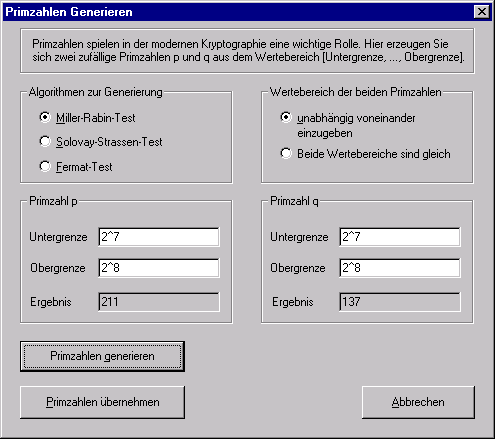 Primzahlen Generieren
Primzahlen spielen in der modernen Kryptographie eine wichtige Rolle. Hier erzeugen Sie
sich zwei zufällige Primzahlen p und q aus dem Wertebereich [Untergrenze, ..., Obergrenze].
Algorithmen zur Generierung
Miller-Rabin-Test
Solovay-Strassen-Test
Fermat-Test
Wertebereich der beiden Primzahlen
unabhängig voneinander
einzugeben
Beide Wertebereiche sind gleich
Primzahl p
Untergrenze 2^7
Obergrenze 2^8
Ergebnis 211
Primzahl q
Untergrenze 2^7
Obergrenze 2^8
Ergebnis 137
Primzahlen generieren
Primzahlen übernehmen
Abbrechen